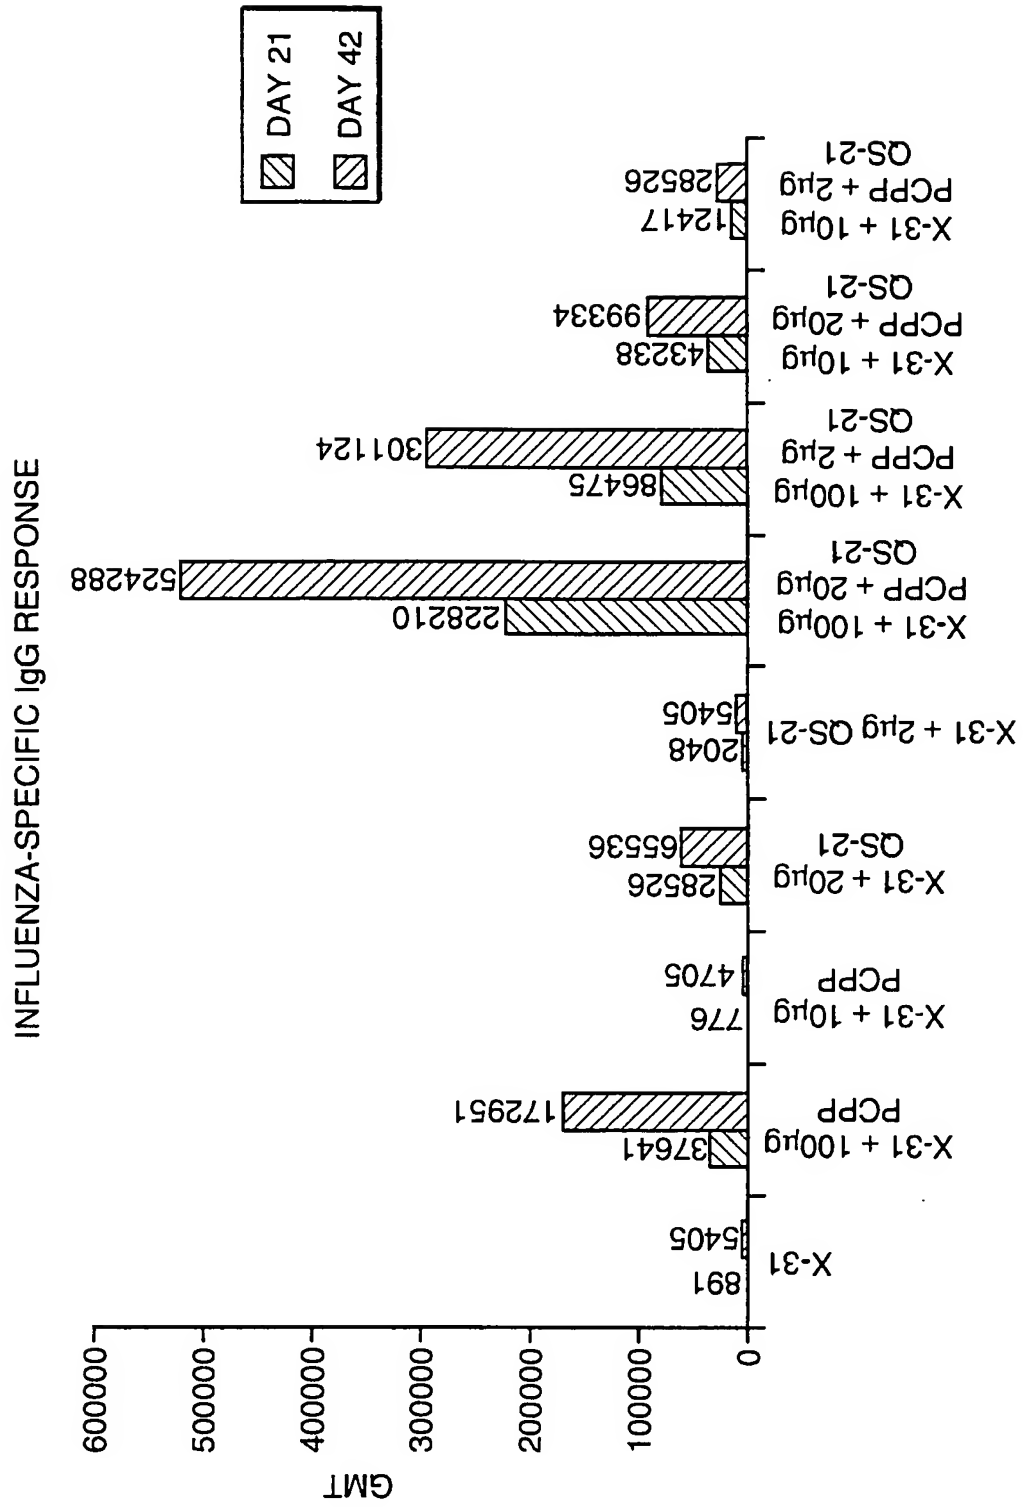 INFLUENZA-SPECIFIC IgG RESPONSE
DAY 21
DAY 42
GMT
600000
500000
400000
300000
200000
100000
0
891
5405
37641
172951
776
4705
28526
65536
2048
5405
228210
524288
86475
301124
43238
99334
12417
28526
X-31
X-31 + 100µg
PCPP
X-31 + 10µg
PCPP
X-31 + 20µg
QS-21
X-31 + 2µg QS-21
X-31 + 100µg
PCPP + 20µg
QS-21
X-31 + 100µg
PCPP + 2µg
QS-21
X-31 + 10µg
PCPP + 20µg
QS-21
X-31 + 10µg
PCPP + 2µg
QS-21